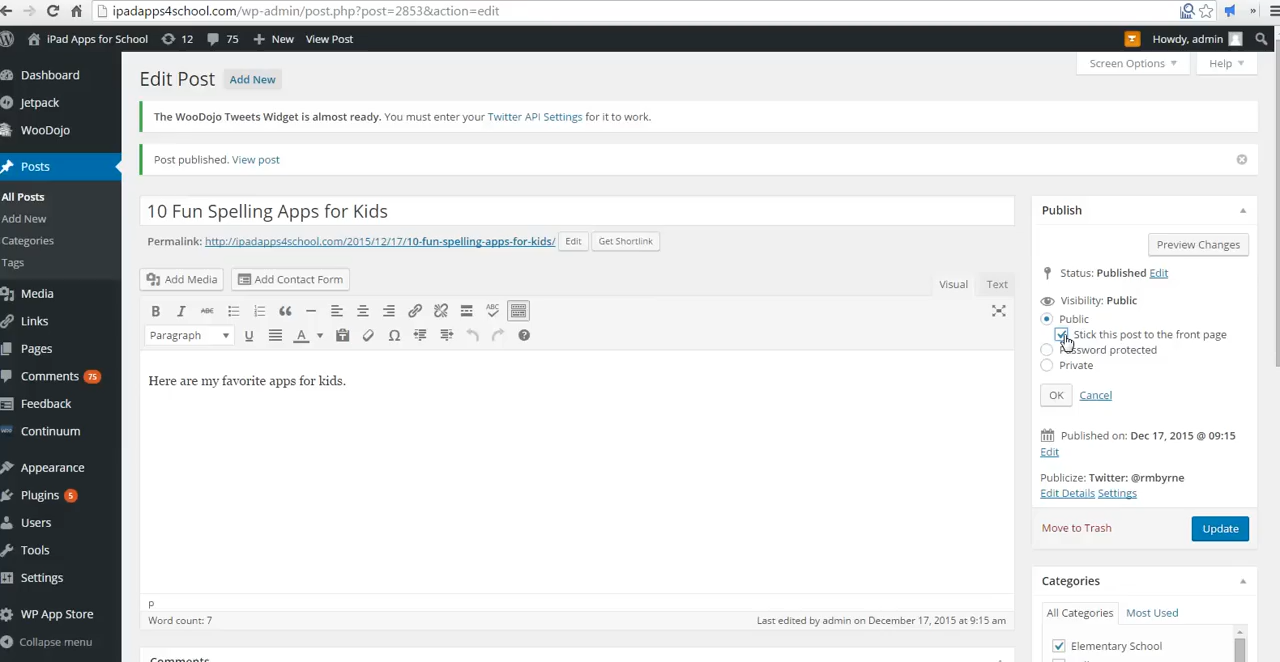 ipadapps4school.com/wp-admin/post.php?post=2853&action=edit
iPad Apps for School 12 75 New View Post Howdy, admin
Dashboard
Jetpack
WooDojo
Posts
All Posts
Add New
Categories
Tags
Media
Links
Pages
Comments 75
Feedback
Continuum
Appearance
Plugins 5
Users
Tools
Settings
WP App Store
Collapse menu
Screen Options Help
Edit Post Add New
The WooDojo Tweets Widget is almost ready. You must enter your Twitter API Settings for it to work.
Post published. View post
10 Fun Spelling Apps for Kids
Permalink: http://ipadapps4school.com/2015/12/17/10-fun-spelling-apps-for-kids/ Edit Get Shortlink
Add Media Add Contact Form
Visual Text
B I ABC ABC
Paragraph U A
Here are my favorite apps for kids.
p
Word count: 7 Last edited by admin on December 17, 2015 at 9:15 am
Comments
Publish
Preview Changes
Status: Published Edit
Visibility: Public
Public
Stick this post to the front page
Password protected
Private
OK Cancel
Published on: Dec 17, 2015 @ 09:15
Edit
Publicize: Twitter: @rmbyrne
Edit Details Settings
Move to Trash Update
Categories
All Categories Most Used
Elementary School